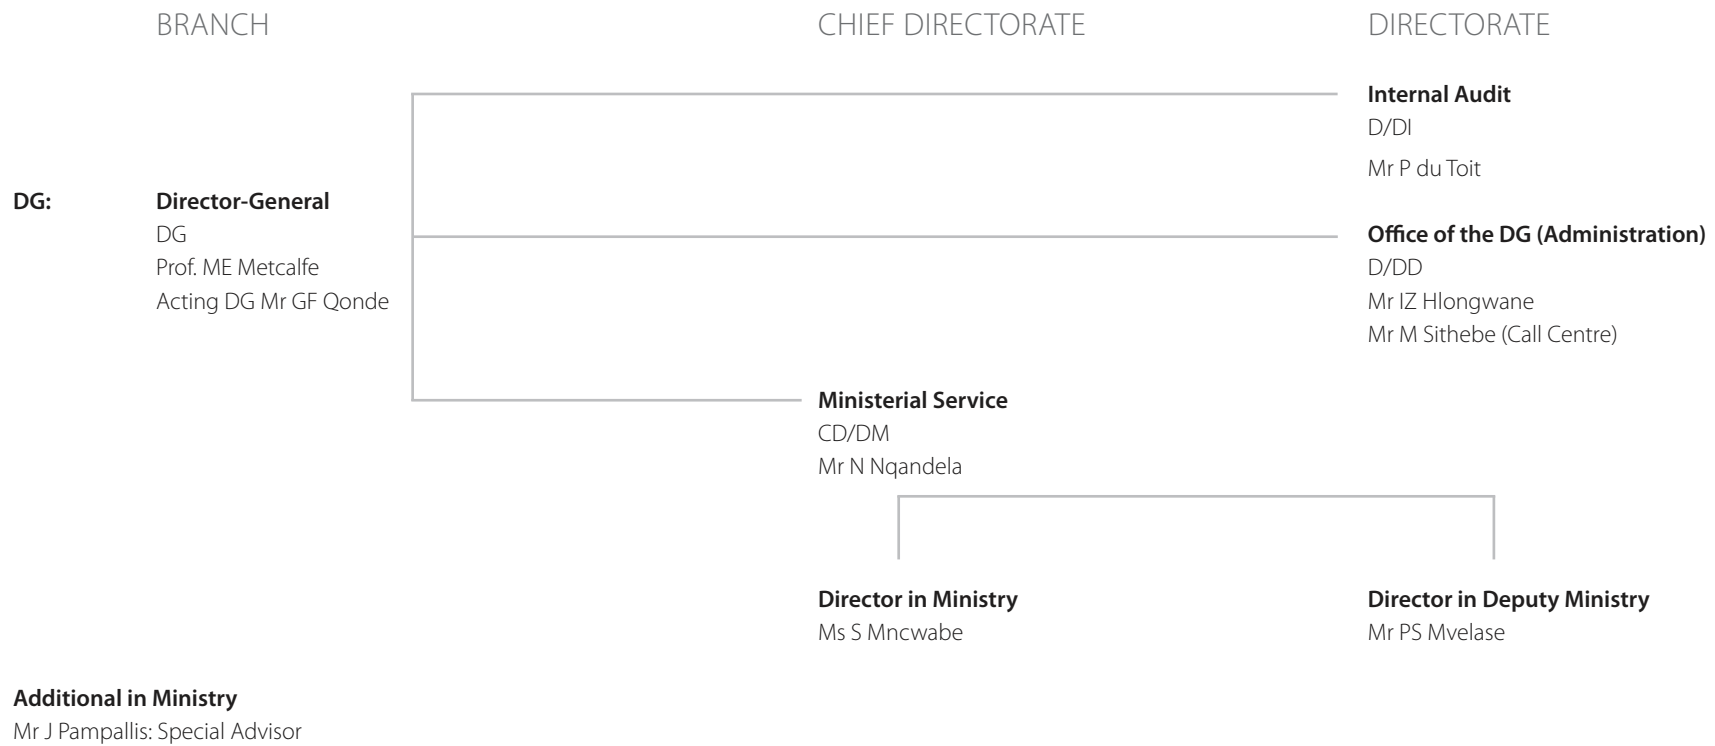 BRANCH
CHIEF DIRECTORATE
DIRECTORATE
Internal Audit
D/DI
Mr P du Toit
DG:
Director-General
DG
Prof. ME Metcalfe
Acting DG Mr GF Qonde
Office of the DG (Administration)
D/DD
Mr IZ Hlongwane
Mr M Sithebe (Call Centre)
Ministerial Service
CD/DM
Mr N Nqandela
Director in Ministry
Ms S Mncwabe
Director in Deputy Ministry
Mr PS Mvelase
Additional in Ministry
Mr J Pampallis: Special Advisor